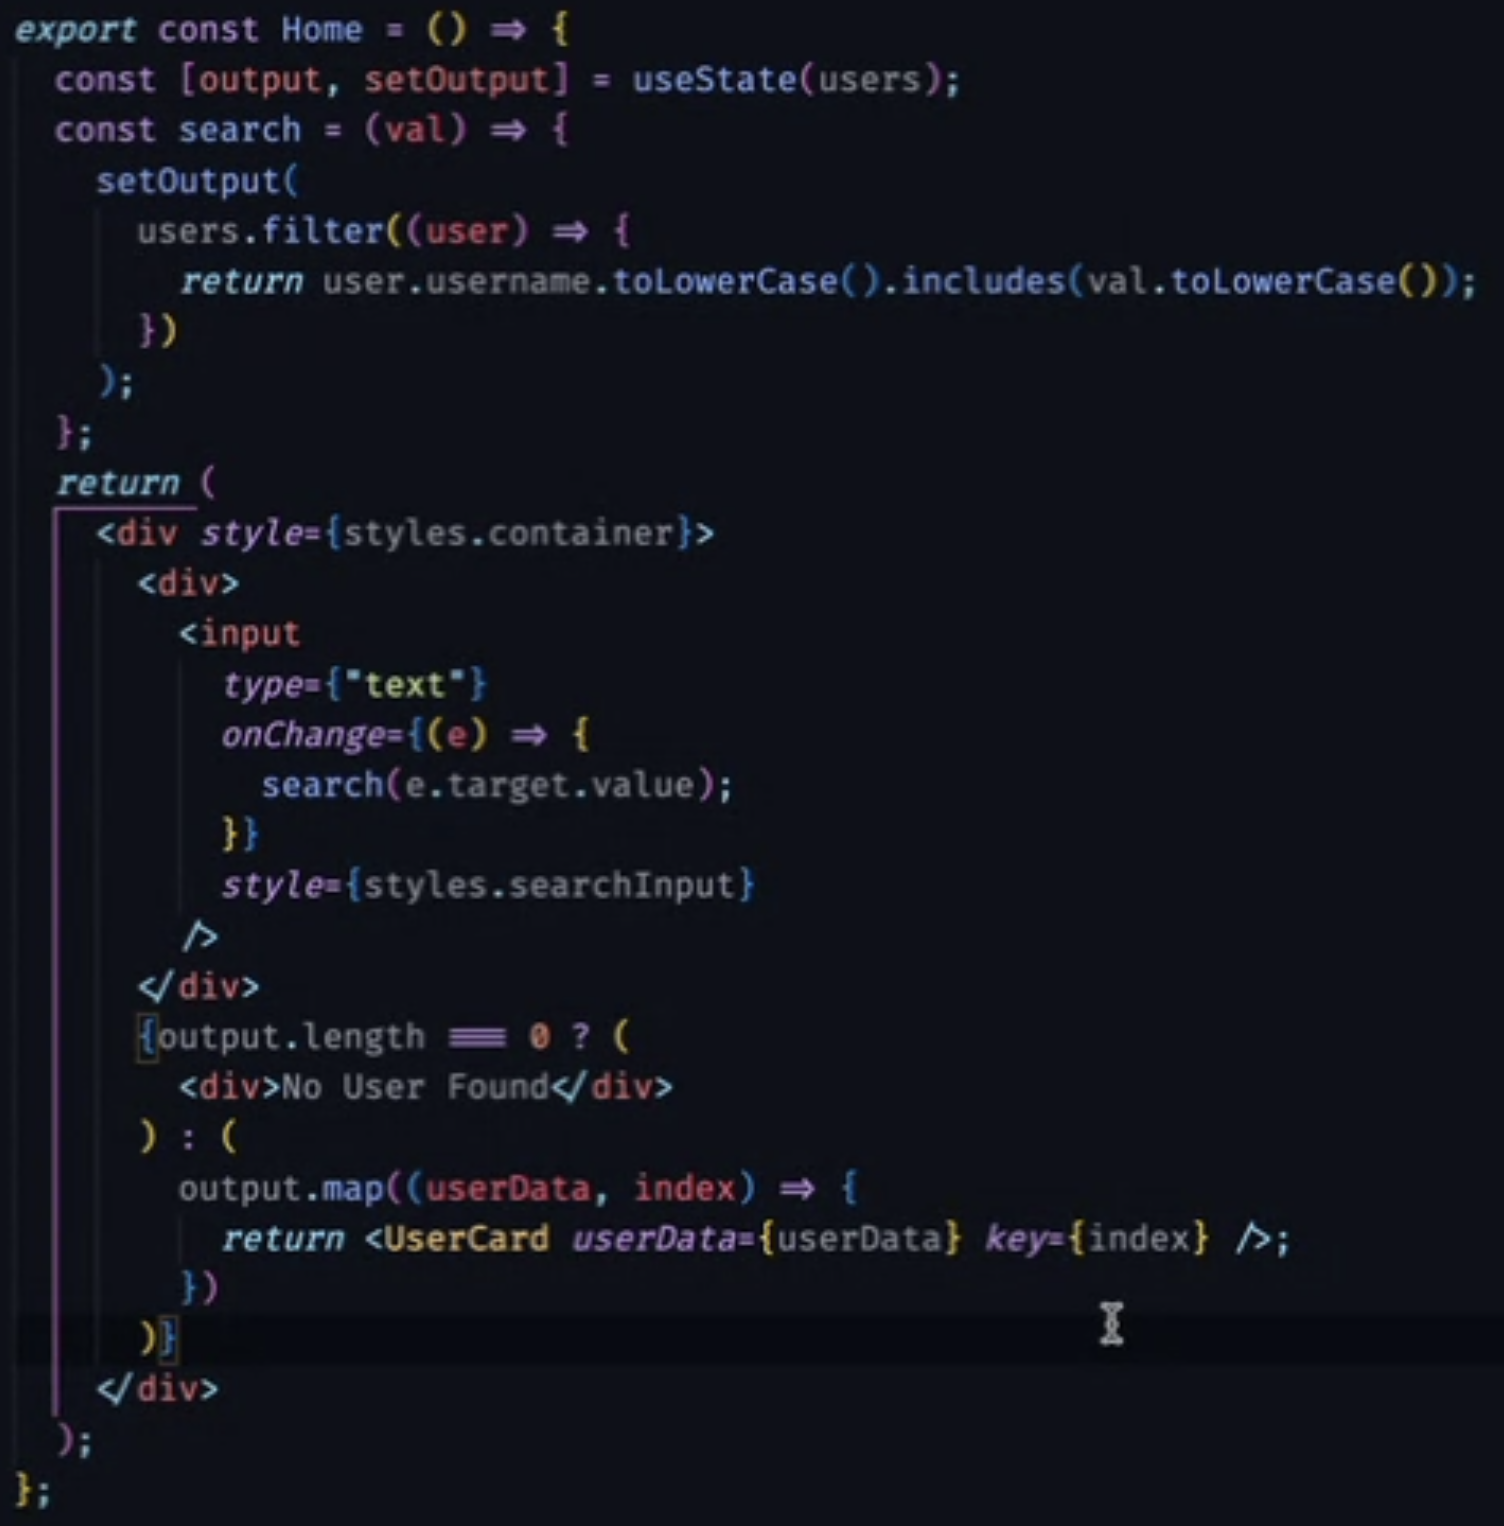 export const Home = () => {
const [output, setOutput] = useState(users);
const search = (val) => {
setOutput(
users.filter((user) => {
return user.username.toLowerCase().includes(val.toLowerCase());
})
);
};
return (
<div style={styles.container}>
<div>
<input
type={"text"}
onChange={(e) => {
search(e.target.value);
}}
style={styles.searchInput}
/>
</div>
{output.length === 0 ? (
<div>No User Found</div>
) : (
output.map((userData, index) => {
return <UserCard userData={userData} key={index} />;
})
)}
</div>
);
};